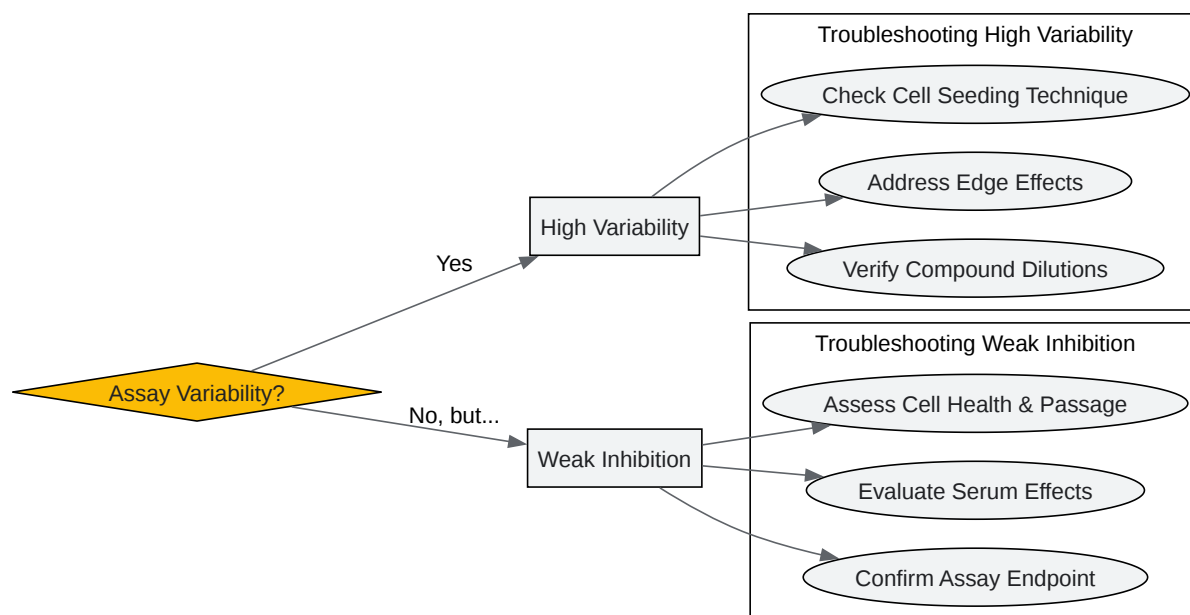 Troubleshooting High Variability
Check Cell Seeding Technique
Address Edge Effects
High Variability
Verify Compound Dilutions
Yes
Troubleshooting Weak Inhibition
Assay Variability?
Assess Cell Health & Passage
No, but...
Weak Inhibition
Evaluate Serum Effects
Confirm Assay Endpoint